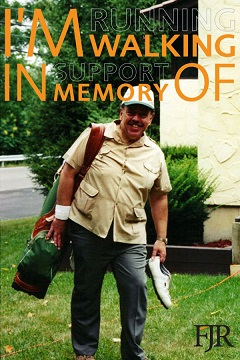 I'M RUNNING
WALKING
IN SUPPORT OF
MEMORY
FJR